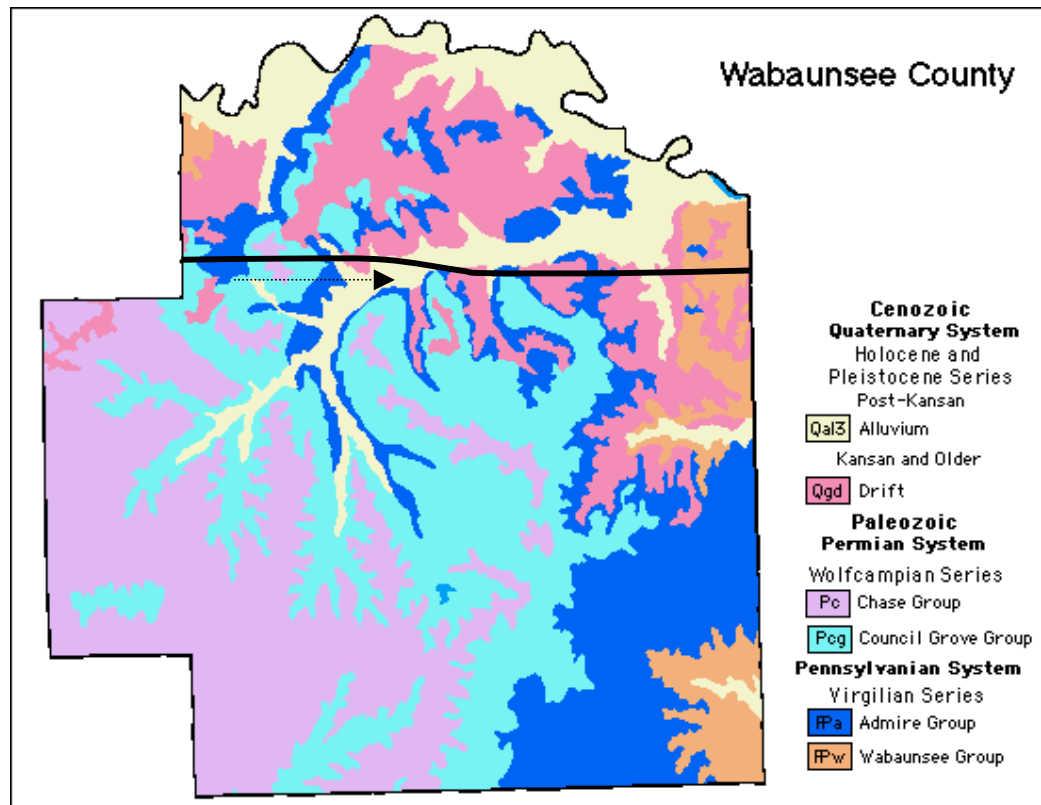 Wabaunsee County
Cenozoic
Quaternary System
Holocene and
Pleistocene Series
Post-Kansan
Qal3 Alluvium
Kansan and Older
Qgd Drift
Paleozoic
Permian System
Wolfcampian Series
Pc Chase Group
Pcg Council Grove Group
Pennsylvanian System
Virgilian Series
ℙa Admire Group
ℙw Wabaunsee Group